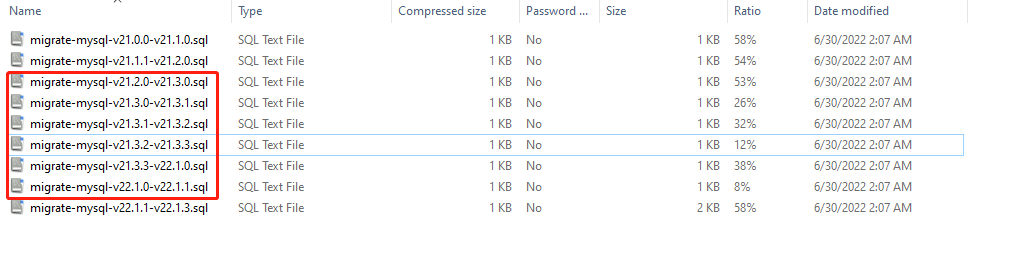 Name Type Compressed size Password ... Size Ratio Date modified
migrate-mysql-v21.0.0-v21.1.0.sql SQL Text File 1 KB No 1 KB 58% 6/30/2022 2:07 AM
migrate-mysql-v21.1.1-v21.2.0.sql SQL Text File 1 KB No 1 KB 54% 6/30/2022 2:07 AM
migrate-mysql-v21.2.0-v21.3.0.sql SQL Text File 1 KB No 1 KB 53% 6/30/2022 2:07 AM
migrate-mysql-v21.3.0-v21.3.1.sql SQL Text File 1 KB No 1 KB 26% 6/30/2022 2:07 AM
migrate-mysql-v21.3.1-v21.3.2.sql SQL Text File 1 KB No 1 KB 32% 6/30/2022 2:07 AM
migrate-mysql-v21.3.2-v21.3.3.sql SQL Text File 1 KB No 1 KB 12% 6/30/2022 2:07 AM
migrate-mysql-v21.3.3-v22.1.0.sql SQL Text File 1 KB No 1 KB 38% 6/30/2022 2:07 AM
migrate-mysql-v22.1.0-v22.1.1.sql SQL Text File 1 KB No 1 KB 8% 6/30/2022 2:07 AM
migrate-mysql-v22.1.1-v22.1.3.sql SQL Text File 1 KB No 2 KB 58% 6/30/2022 2:07 AM